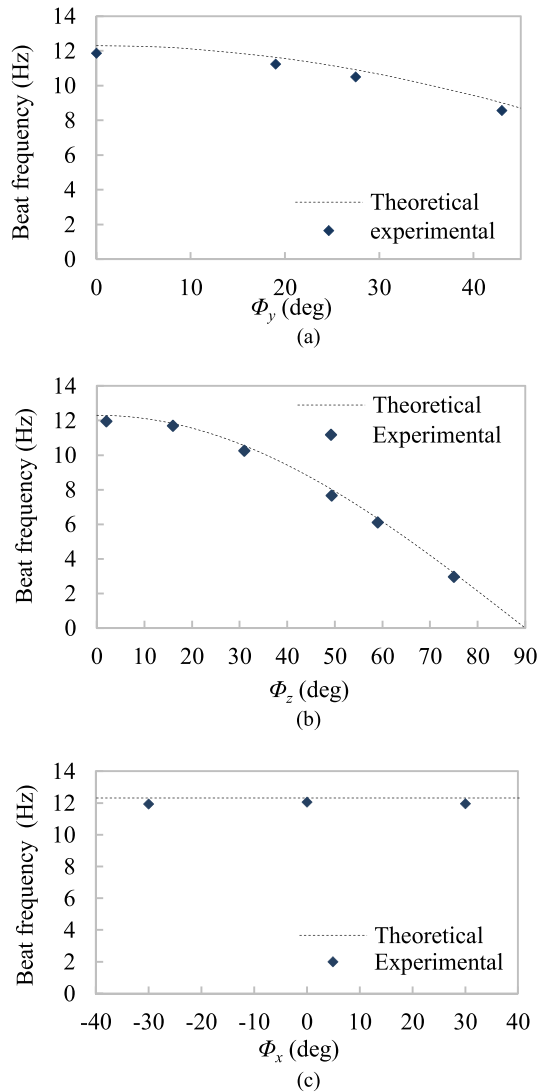 14
12
10
8
6
4
2
0
Beat frequency (Hz)
Theoretical
experimental
0 10 20 30 40
Φy (deg)
(a)
14
12
10
8
6
4
2
0
Beat frequency (Hz)
Theoretical
Experimental
0 10 20 30 40 50 60 70 80 90
Φz (deg)
(b)
14
12
10
8
6
4
2
0
Beat frequency (Hz)
Theoretical
Experimental
-40 -30 -20 -10 0 10 20 30 40
Φx (deg)
(c)